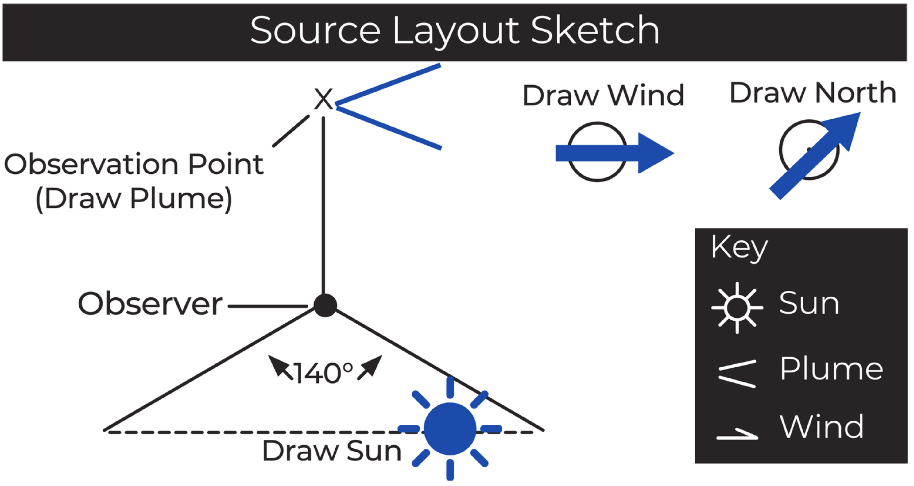 Source Layout Sketch
X
Draw Wind
Draw North
Observation Point
(Draw Plume)
Observer
140°
Draw Sun
Key
Sun
Plume
Wind